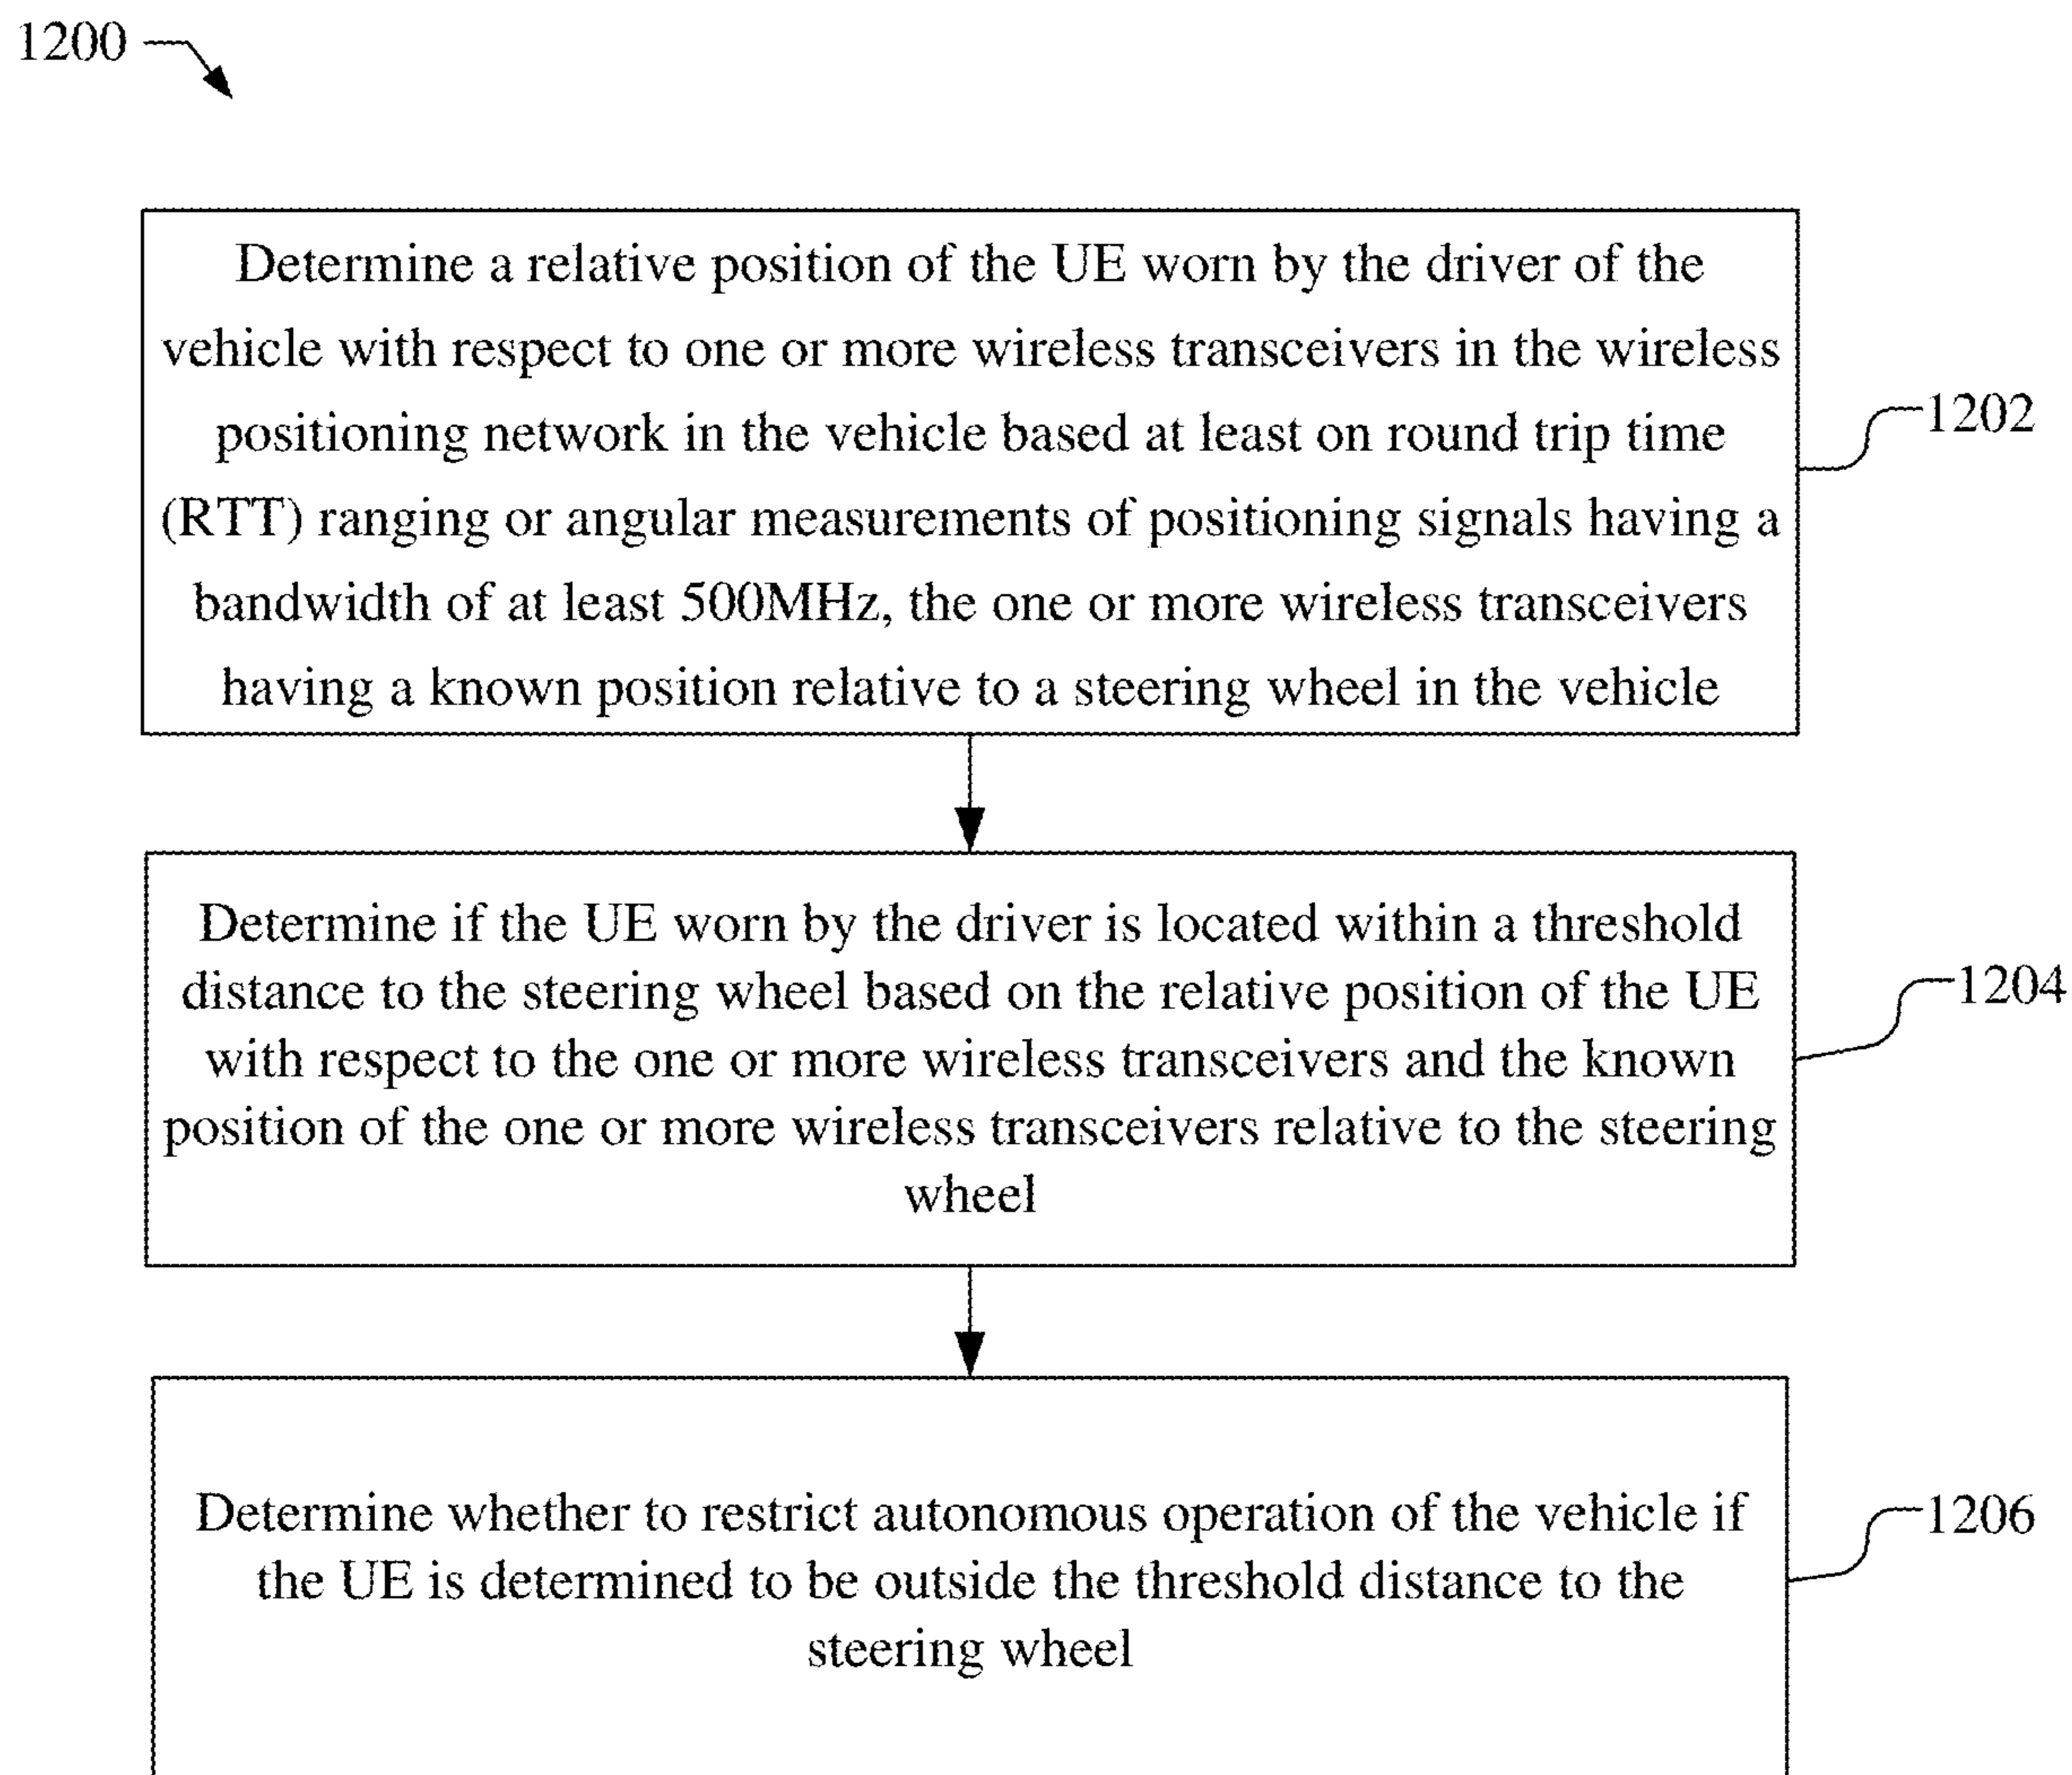 1200
Determine a relative position of the UE worn by the driver of the
vehicle with respect to one or more wireless transceivers in the wireless
positioning network in the vehicle based at least on round trip time
(RTT) ranging or angular measurements of positioning signals having a
bandwidth of at least 500MHz, the one or more wireless transceivers
having a known position relative to a steering wheel in the vehicle
1202
Determine if the UE worn by the driver is located within a threshold
distance to the steering wheel based on the relative position of the UE
with respect to the one or more wireless transceivers and the known
position of the one or more wireless transceivers relative to the steering
wheel
1204
Determine whether to restrict autonomous operation of the vehicle if
the UE is determined to be outside the threshold distance to the
steering wheel
1206